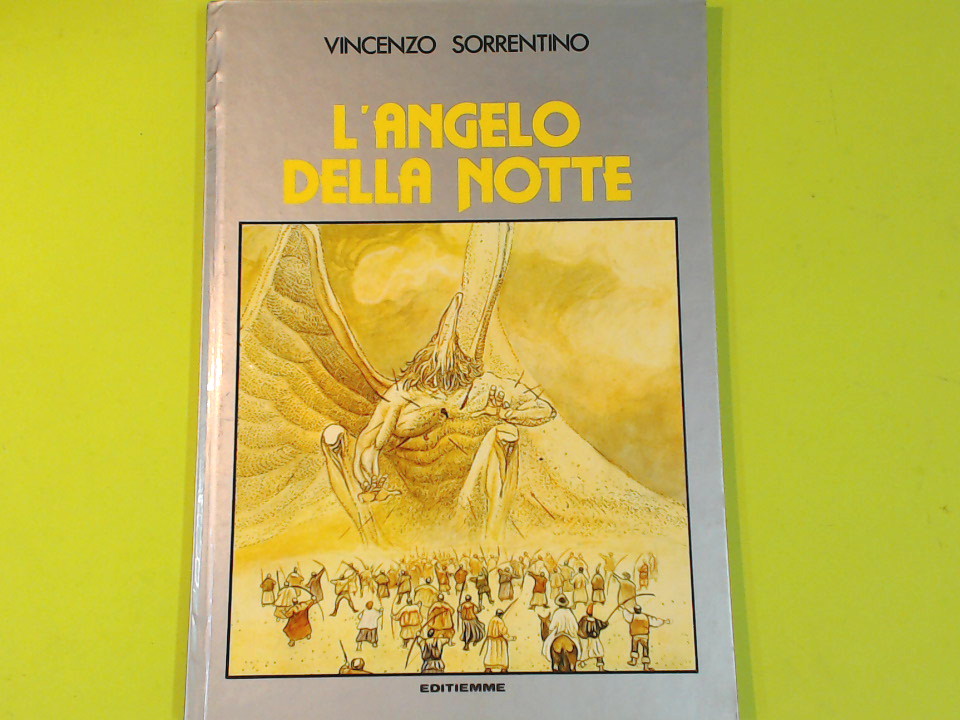 VINCENZO SORRENTINO
L'ANGELO
DELLA NOTTE
EDITIEMME